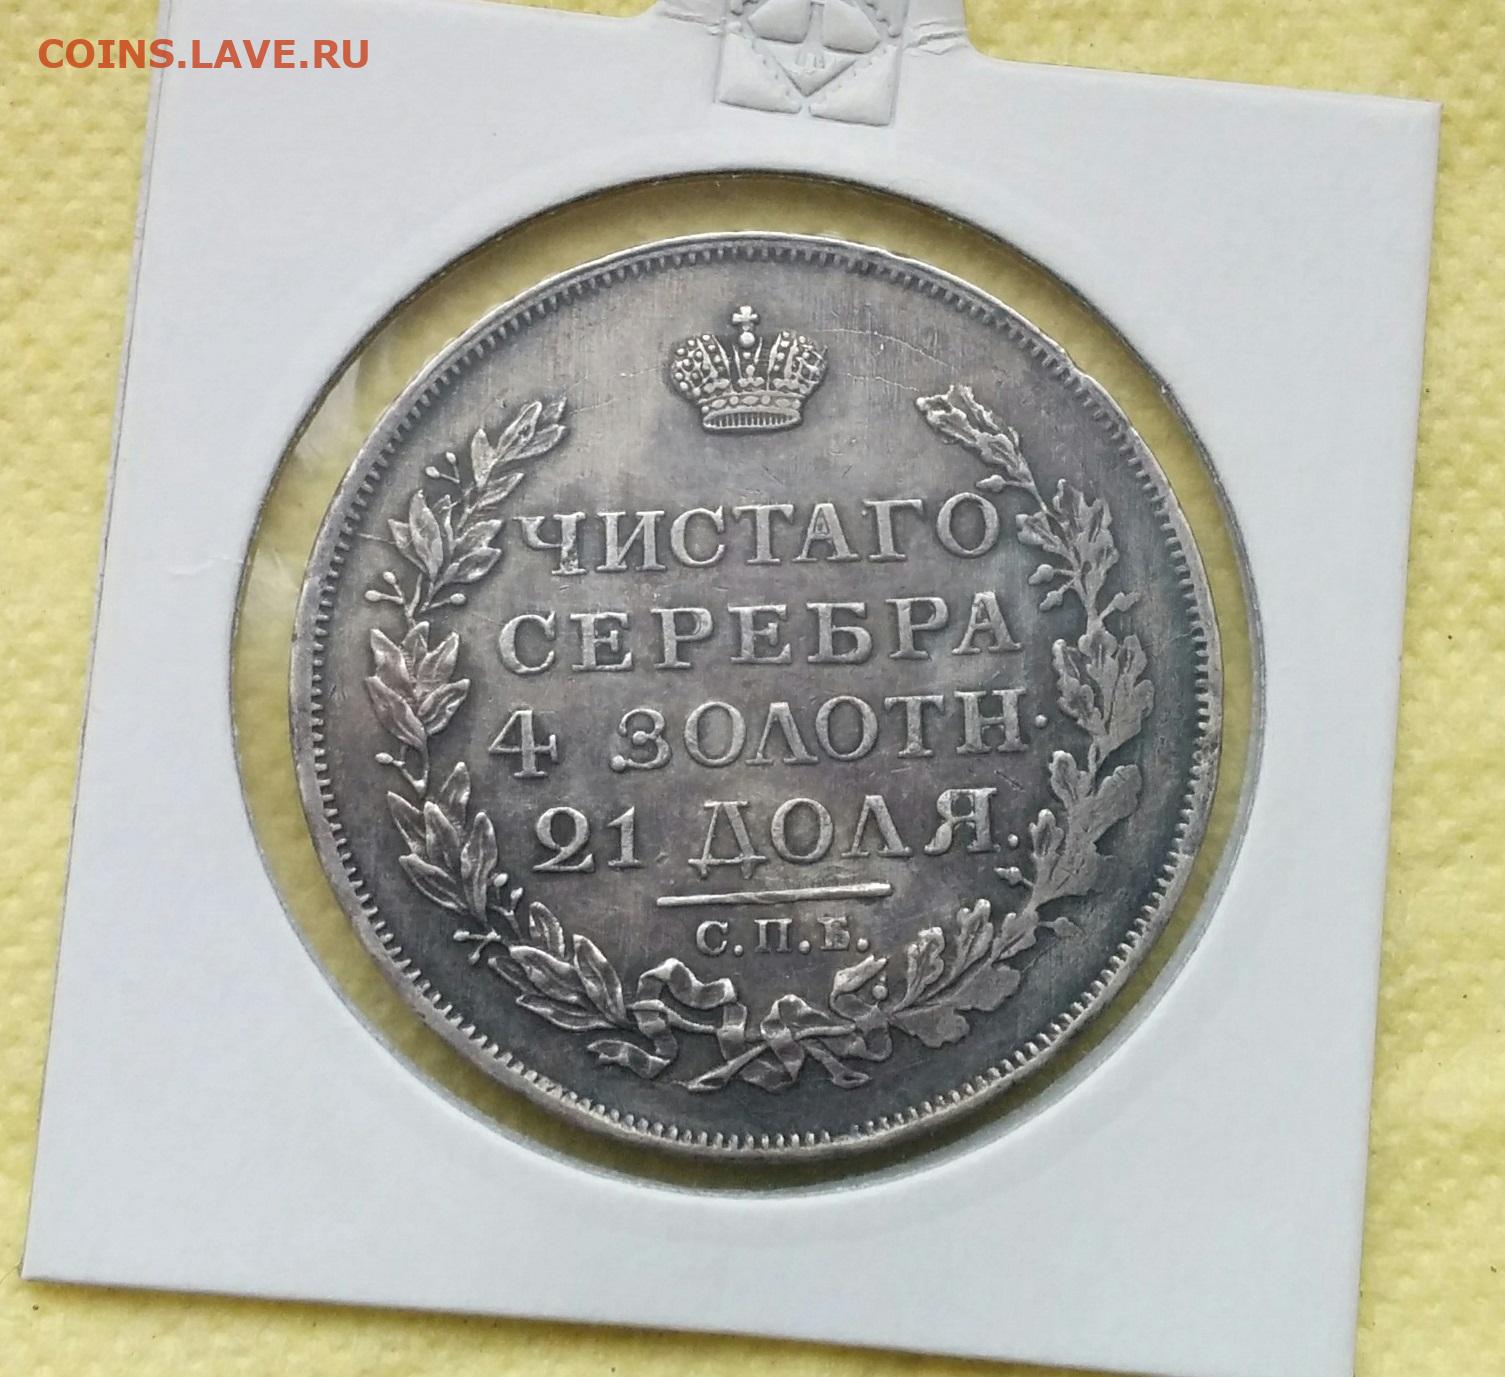 COINS.LAVE.RU
ЧИСТАГО
СЕРЕБРА
4 ЗОЛОТН.
21 ДОЛЯ.
С.П.Б.